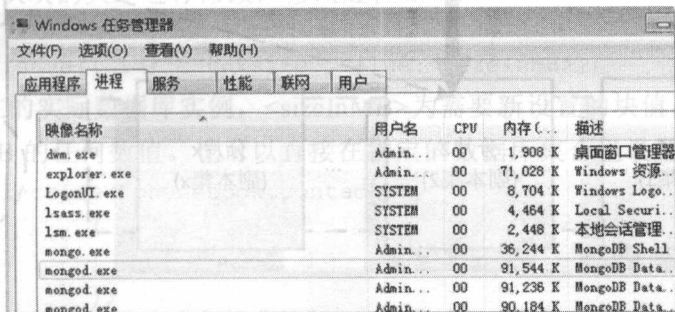 Windows 任务管理器
文件(F) 选项(O) 查看(V) 帮助(H)
应用程序 进程 服务 性能 联网 用户
映像名称 用户名 CPU 内存(... 描述
dwm.exe Admin... 00 1,908 K 桌面窗口管理器
explorer.exe Admin... 00 71,028 K Windows 资源...
LogonUI.exe SYSTEM 00 8,704 K Windows Logo...
lsass.exe SYSTEM 00 4,464 K Local Securi...
lsm.exe SYSTEM 00 2,448 K 本地会话管理...
mongo.exe Admin... 00 36,244 K MongoDB Shell
mongod.exe Admin... 00 91,544 K MongoDB Data...
mongod.exe Admin... 00 91,236 K MongoDB Data...
mongod.exe Admin... 00 90,184 K MongoDB Data...